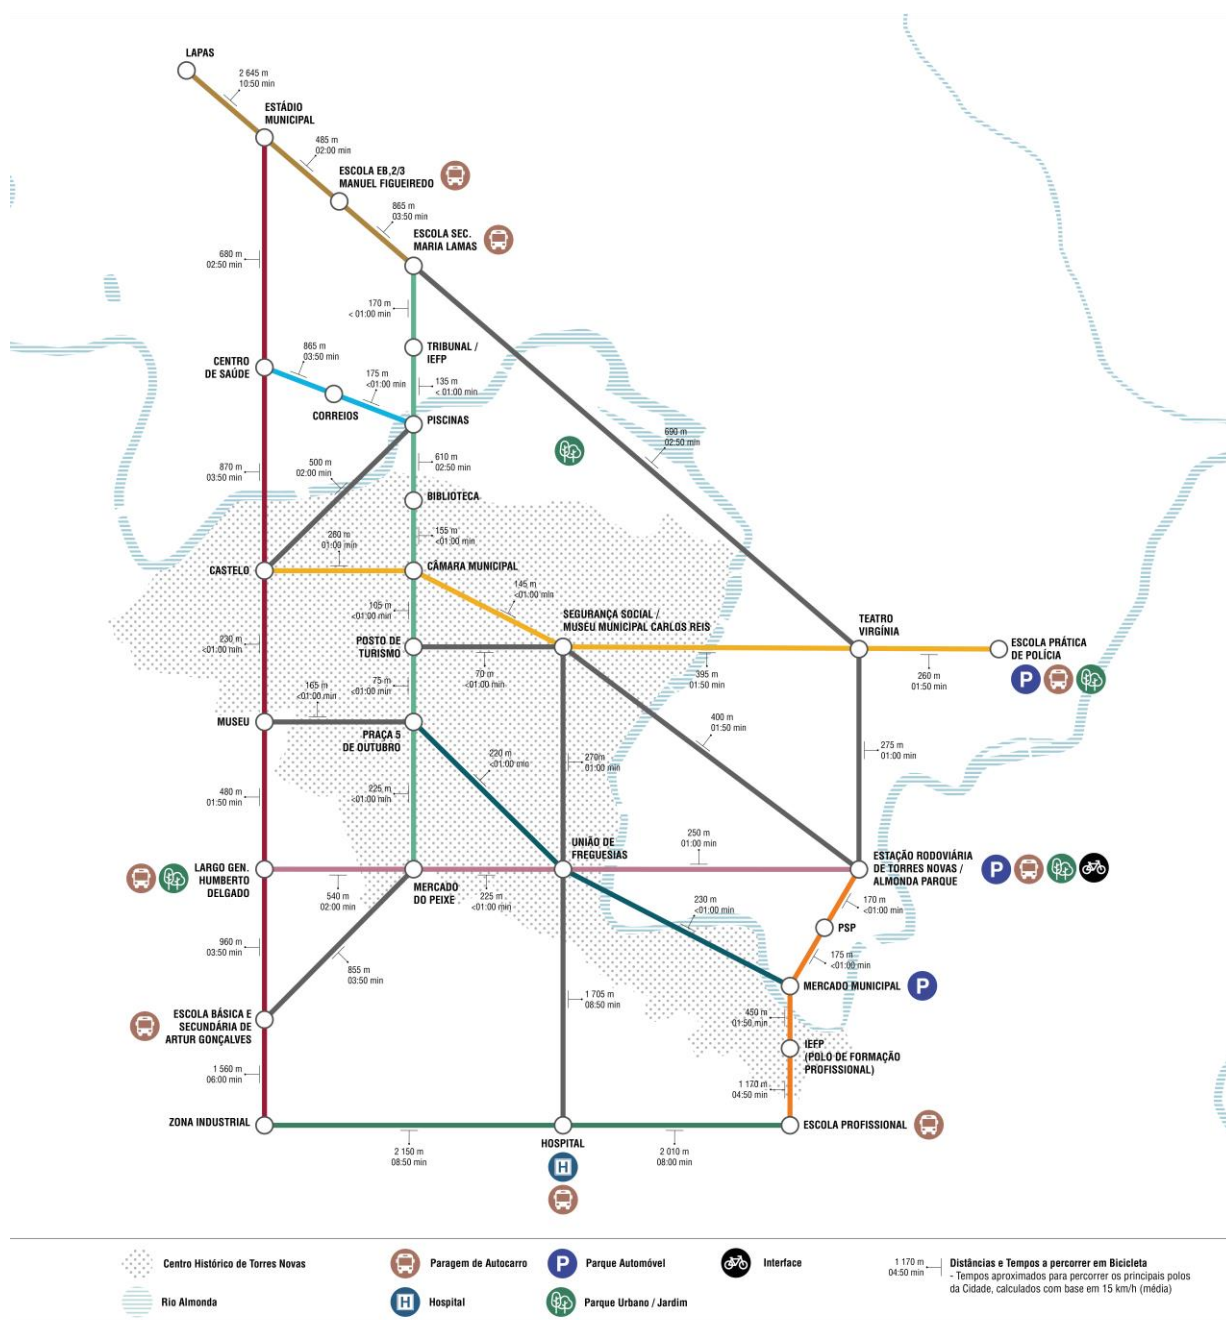 LAPAS
2 645 m
10:50 min
ESTÁDIO
MUNICIPAL
485 m
02:00 min
ESCOLA EB,2/3
MANUEL FIGUEIREDO
865 m
03:50 min
ESCOLA SEC.
MARIA LAMAS
680 m
02:50 min
170 m
< 01:00 min
TRIBUNAL /
IEFP
CENTRO
DE SAÚDE
865 m
03:50 min
175 m
<01:00 min
135 m
< 01:00 min
CORREIOS
PISCINAS
690 m
02:50 min
870 m
03:50 min
500 m
02:00 min
610 m
02:50 min
BIBLIOTECA
260 m
01:00 min
155 m
<01:00 min
CASTELO
CÂMARA MUNICIPAL
145 m
<01:00 min
105 m
<01:00 min
SEGURANÇA SOCIAL /
MUSEU MUNICIPAL CARLOS REIS
TEATRO
VIRGÍNIA
230 m
<01:00 min
POSTO DE
TURISMO
70 m
<01:00 min
395 m
01:50 min
260 m
01:50 min
ESCOLA PRÁTICA
DE POLÍCIA
P
165 m
<01:00 min
75 m
<01:00 min
MUSEU
PRAÇA 5
DE OUTUBRO
400 m
01:50 min
220 m
<01:00 min
270m
01:00 min
275 m
01:00 min
480 m
01:50 min
225 m
<01:00 min
UNIÃO DE
FREGUESIAS
250 m
01:00 min
LARGO GEN.
HUMBERTO
DELGADO
540 m
02:00 min
MERCADO
DO PEIXE
225 m
<01:00 min
ESTAÇÃO RODOVIÁRIA
DE TORRES NOVAS /
ALMONDA PARQUE
P
230 m
<01:00 min
170 m
<01:00 min
PSP
960 m
03:50 min
855 m
03:50 min
175 m
<01:00 min
MERCADO MUNICIPAL
P
1 705 m
08:50 min
450 m
01:50 min
ESCOLA BÁSICA E
SECUNDÁRIA DE
ARTUR GONÇALVES
IEFP
(POLO DE FORMAÇÃO
PROFISSIONAL)
1 560 m
06:00 min
1 170 m
04:50 min
ZONA INDUSTRIAL
ESCOLA PROFISSIONAL
2 150 m
08:50 min
HOSPITAL
H
2 010 m
08:00 min
Centro Histórico de Torres Novas
Paragem de Autocarro
P
Parque Automóvel
Interface
1 170 m
04:50 min
Distâncias e Tempos a percorrer em Bicicleta
- Tempos aproximados para percorrer os principais polos
da Cidade, calculados com base em 15 km/h (média)
Rio Almonda
H
Hospital
Parque Urbano / Jardim